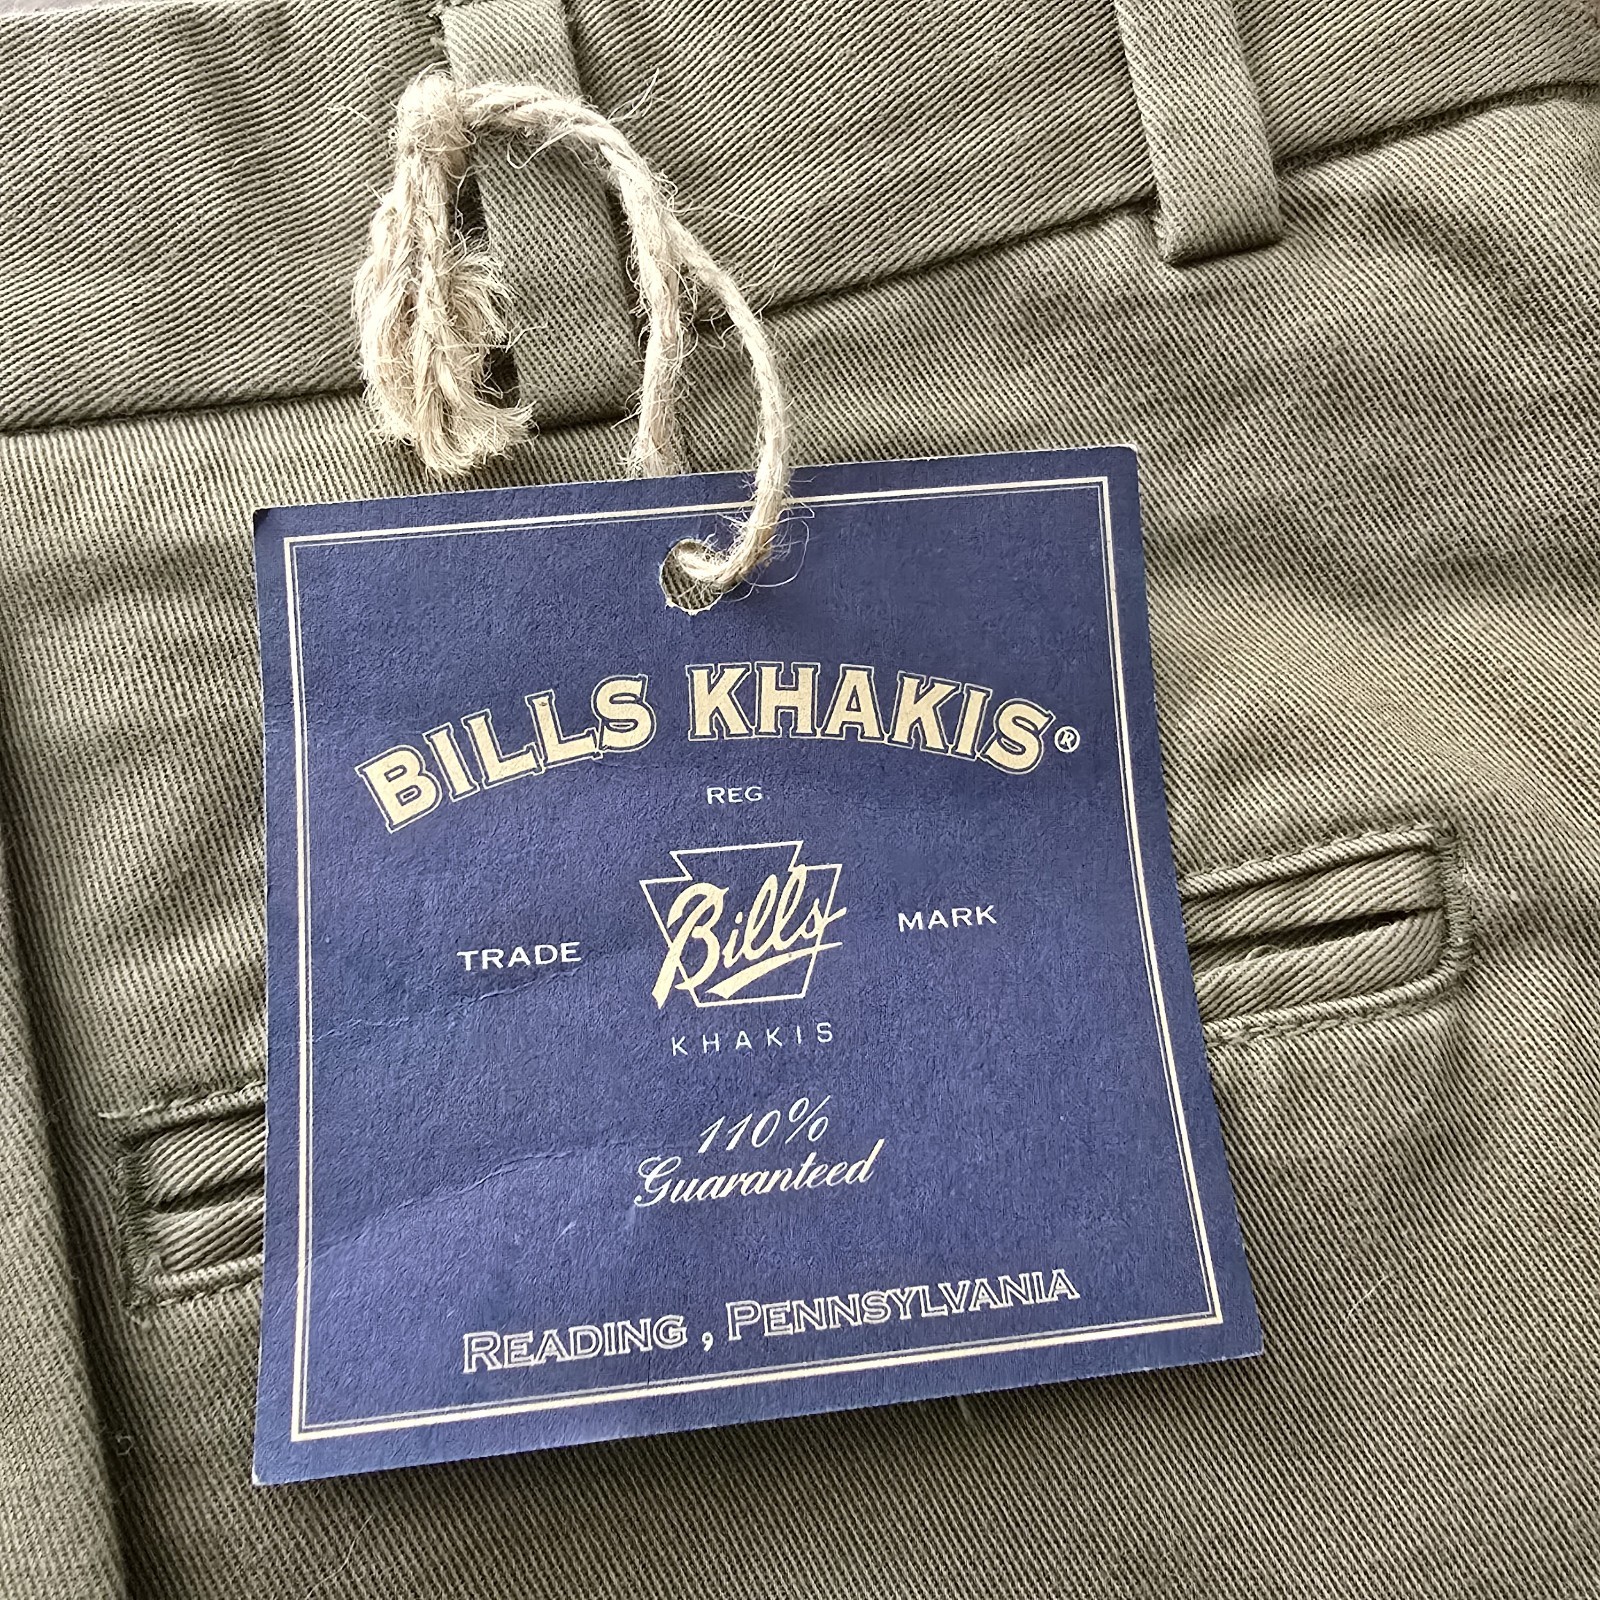 BILLS KHAKIS®
REG.
TRADE Bills MARK
KHAKIS
110%
Guaranteed
READING, PENNSYLVANIA